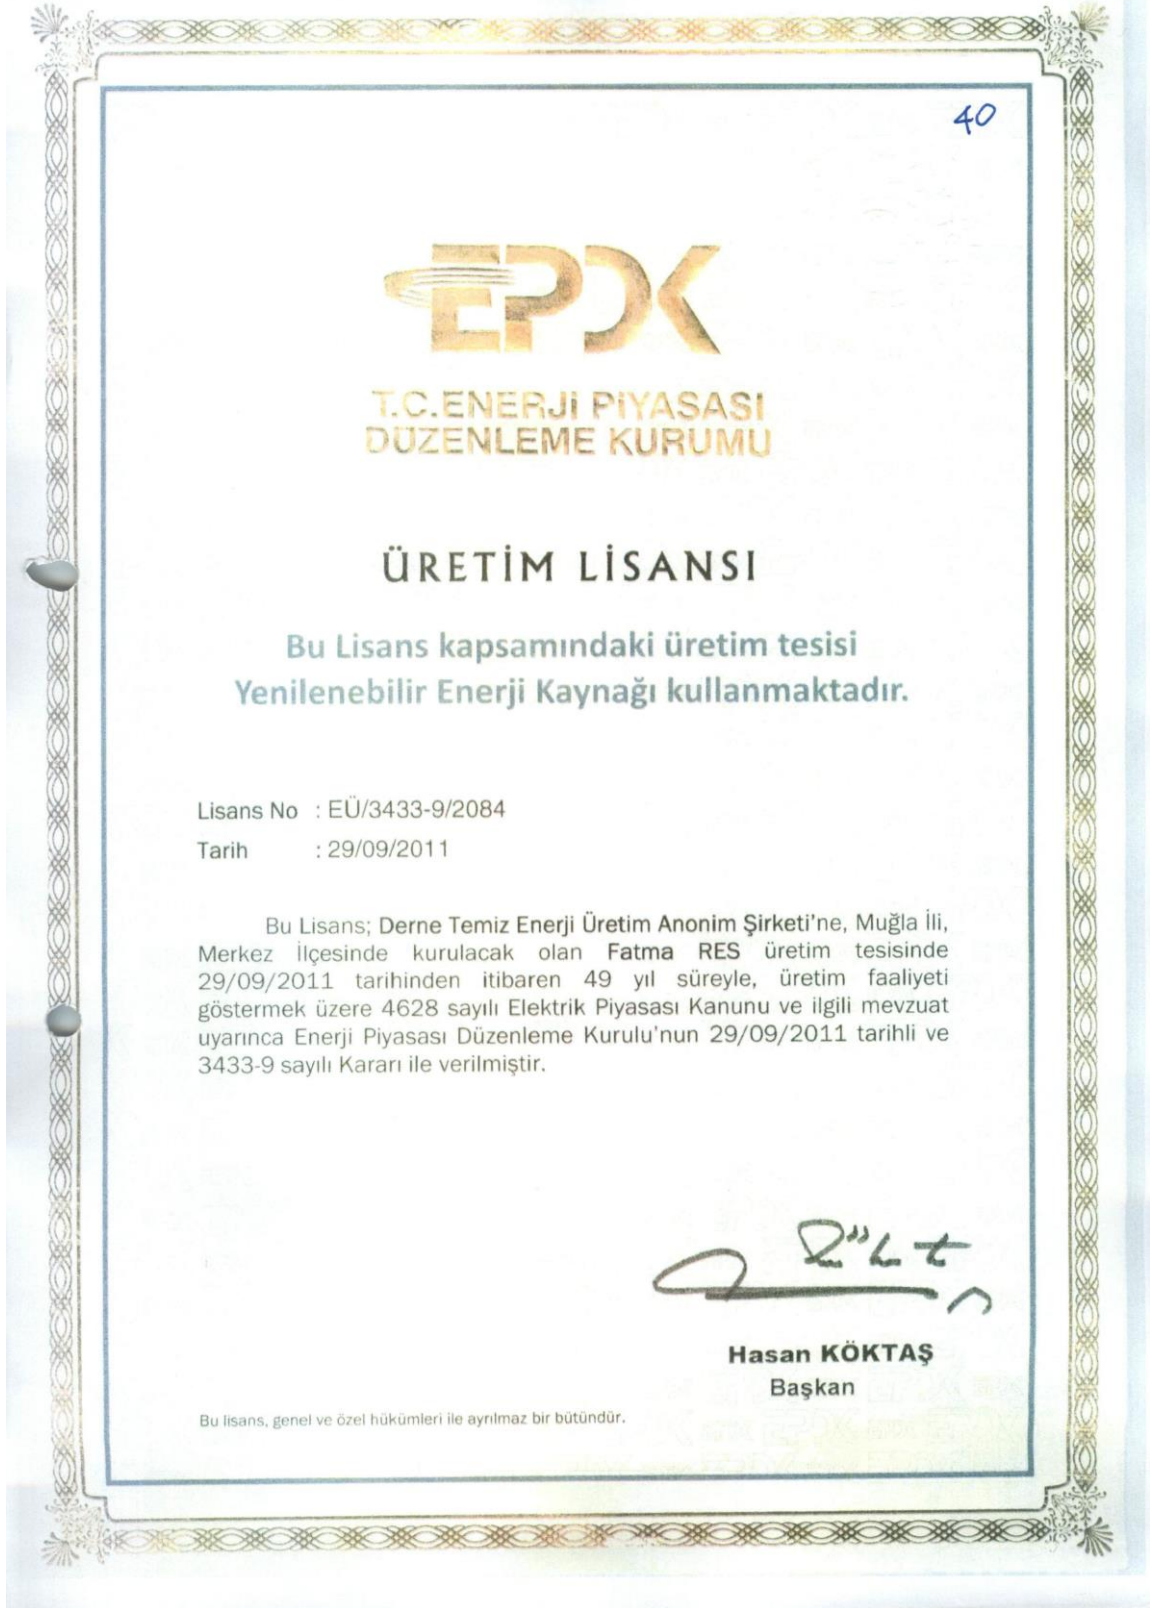 40
EPDK
T.C.ENERJİ PİYASASI
DÜZENLEME KURUMU
ÜRETİM LİSANSI
Bu Lisans kapsamındaki üretim tesisi
Yenilenebilir Enerji Kaynağı kullanmaktadır.
Lisans No : EÜ/3433-9/2084
Tarih : 29/09/2011
Bu Lisans; Derne Temiz Enerji Üretim Anonim Şirketi'ne, Muğla İli,
Merkez İlçesinde kurulacak olan Fatma RES üretim tesisinde
29/09/2011 tarihinden itibaren 49 yıl süreyle, üretim faaliyeti
göstermek üzere 4628 sayılı Elektrik Piyasası Kanunu ve ilgili mevzuat
uyarınca Enerji Piyasası Düzenleme Kurulu'nun 29/09/2011 tarihli ve
3433-9 sayılı Kararı ile verilmiştir.
Hasan KÖKTAŞ
Başkan
Bu lisans, genel ve özel hükümleri ile ayrılmaz bir bütündür.